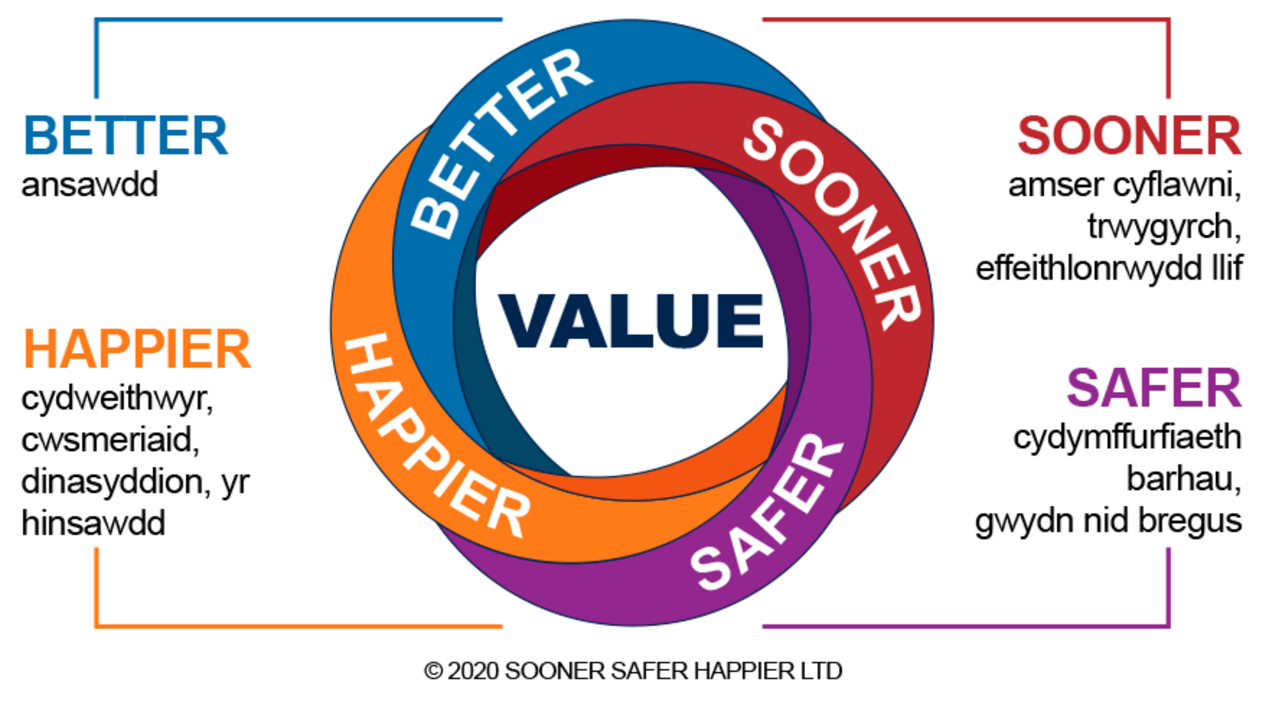 BETTER
ansawdd
HAPPIER
cydweithwyr,
cwsmeriaid,
dinasyddion, yr
hinsawdd
BETTER
SOONER
VALUE
HAPPIER
SAFER
SOONER
amser cyflawni,
trwygyrch,
effeithlonrwydd llif
SAFER
cydymffurfiaeth
barhau,
gwydn nid bregus
© 2020 SOONER SAFER HAPPIER LTD